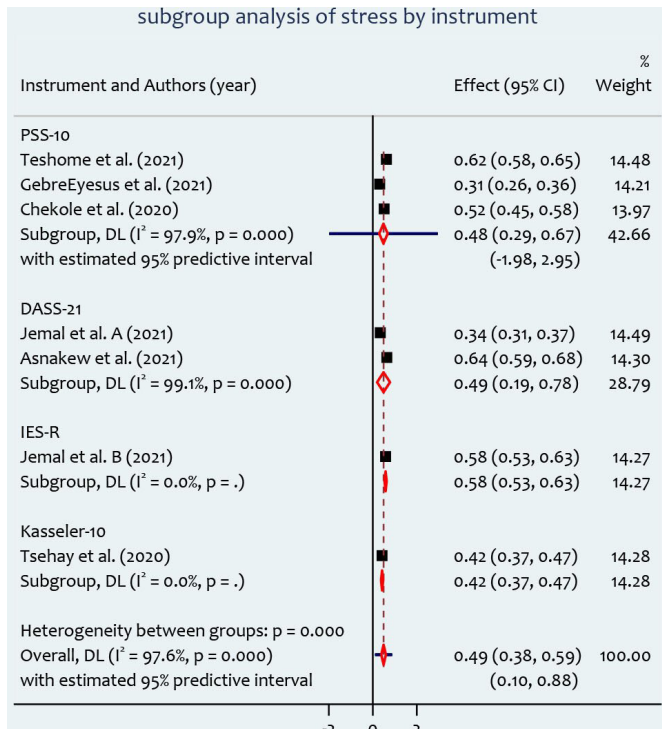 subgroup analysis of stress by instrument
%
Instrument and Authors (year) Effect (95% CI) Weight
PSS-10
Teshome et al. (2021) 0.62 (0.58, 0.65) 14.48
GebreEyesus et al. (2021) 0.31 (0.26, 0.36) 14.21
Chekole et al. (2020) 0.52 (0.45, 0.58) 13.97
Subgroup, DL (I² = 97.9%, p = 0.000) 0.48 (0.29, 0.67) 42.66
with estimated 95% predictive interval (-1.98, 2.95)
DASS-21
Jemal et al. A (2021) 0.34 (0.31, 0.37) 14.49
Asnakew et al. (2021) 0.64 (0.59, 0.68) 14.30
Subgroup, DL (I² = 99.1%, p = 0.000) 0.49 (0.19, 0.78) 28.79
IES-R
Jemal et al. B (2021) 0.58 (0.53, 0.63) 14.27
Subgroup, DL (I² = 0.0%, p = .) 0.58 (0.53, 0.63) 14.27
Kasseler-10
Tsehay et al. (2020) 0.42 (0.37, 0.47) 14.28
Subgroup, DL (I² = 0.0%, p = .) 0.42 (0.37, 0.47) 14.28
Heterogeneity between groups: p = 0.000
Overall, DL (I² = 97.6%, p = 0.000) 0.49 (0.38, 0.59) 100.00
with estimated 95% predictive interval (0.10, 0.88)
0